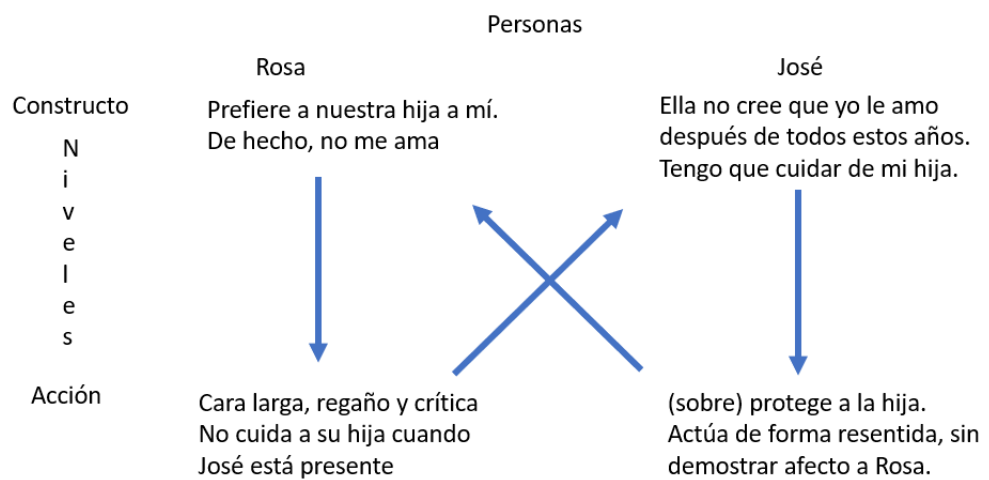 Personas
Rosa
José
Constructo
Prefiere a nuestra hija a mí.
De hecho, no me ama
Ella no cree que yo le amo
después de todos estos años.
Tengo que cuidar de mi hija.
N
i
v
e
l
e
s
Acción
Cara larga, regaño y crítica
No cuida a su hija cuando
José está presente
(sobre) protege a la hija.
Actúa de forma resentida, sin
demostrar afecto a Rosa.